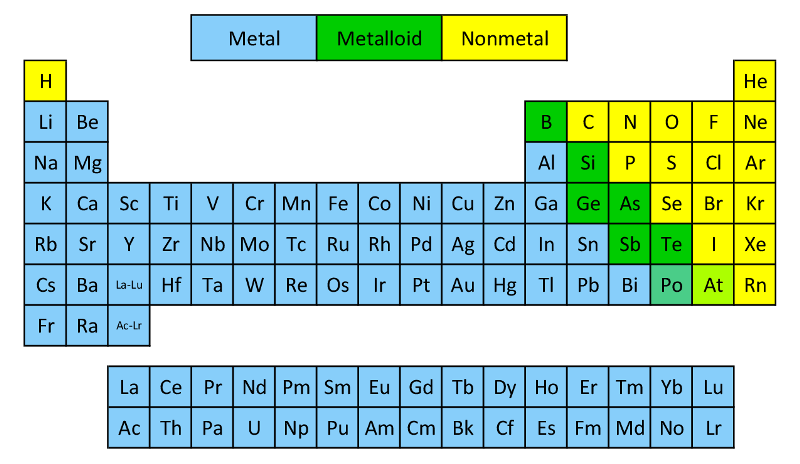 Metal Metalloid Nonmetal
H He
Li Be B C N O F Ne
Na Mg Al Si P S Cl Ar
K Ca Sc Ti V Cr Mn Fe Co Ni Cu Zn Ga Ge As Se Br Kr
Rb Sr Y Zr Nb Mo Tc Ru Rh Pd Ag Cd In Sn Sb Te I Xe
Cs Ba La-Lu Hf Ta W Re Os Ir Pt Au Hg Tl Pb Bi Po At Rn
Fr Ra Ac-Lr
La Ce Pr Nd Pm Sm Eu Gd Tb Dy Ho Er Tm Yb Lu
Ac Th Pa U Np Pu Am Cm Bk Cf Es Fm Md No Lr